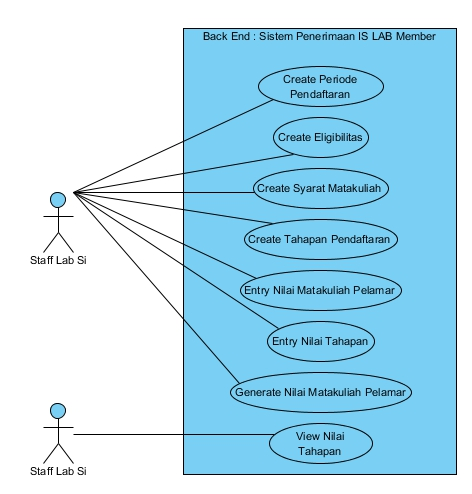 Back End : Sistem Penerimaan IS LAB Member
Create Periode
Pendaftaran
Create Eligibilitas
Create Syarat Matakuliah
Create Tahapan Pendaftaran
Staff Lab Si
Entry Nilai Matakuliah Pelamar
Entry Nilai Tahapan
Generate Nilai Matakuliah Pelamar
View Nilai
Tahapan
Staff Lab Si